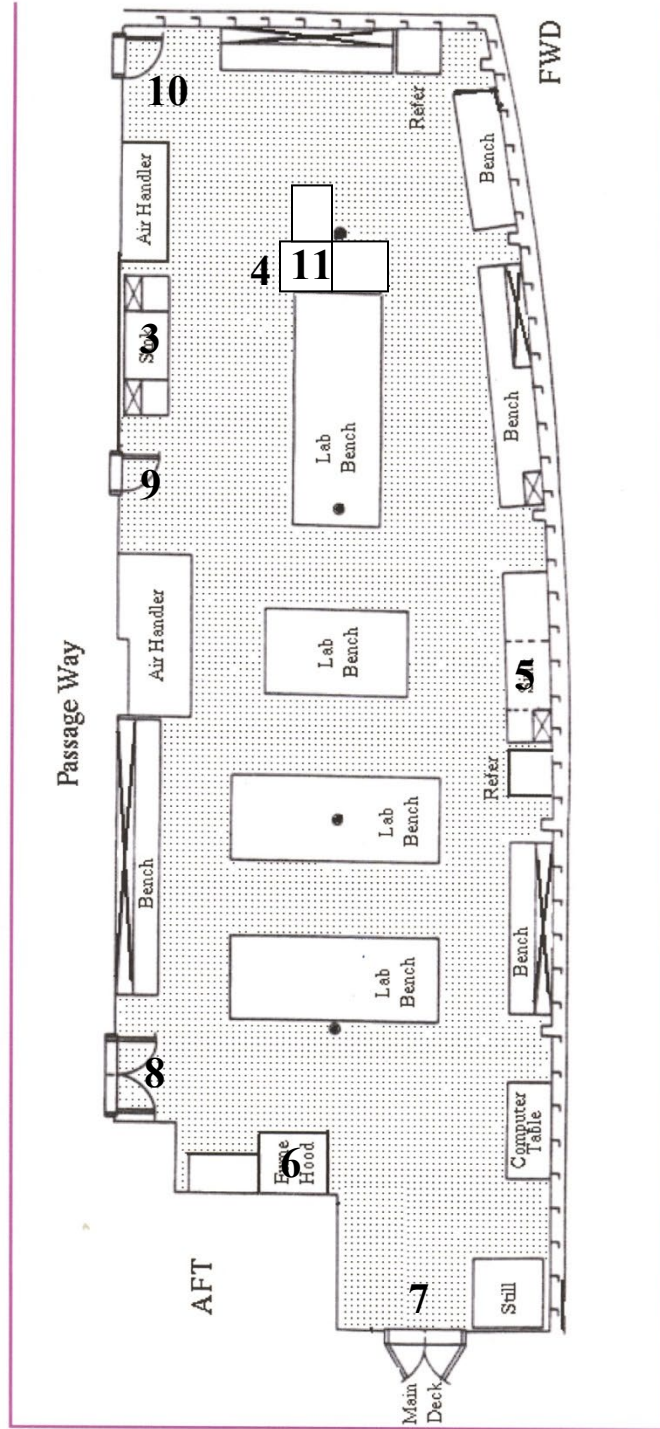 FWD
10
Refer
Bench
Air Handler
4
11
3
Bench
Lab
Bench
9
Passage Way
Air Handler
Lab
Bench
5
Refer
Lab
Bench
Bench
Bench
Lab
Bench
8
Computer
Table
6
Fume
Hood
AFT
7
Still
Main
Deck